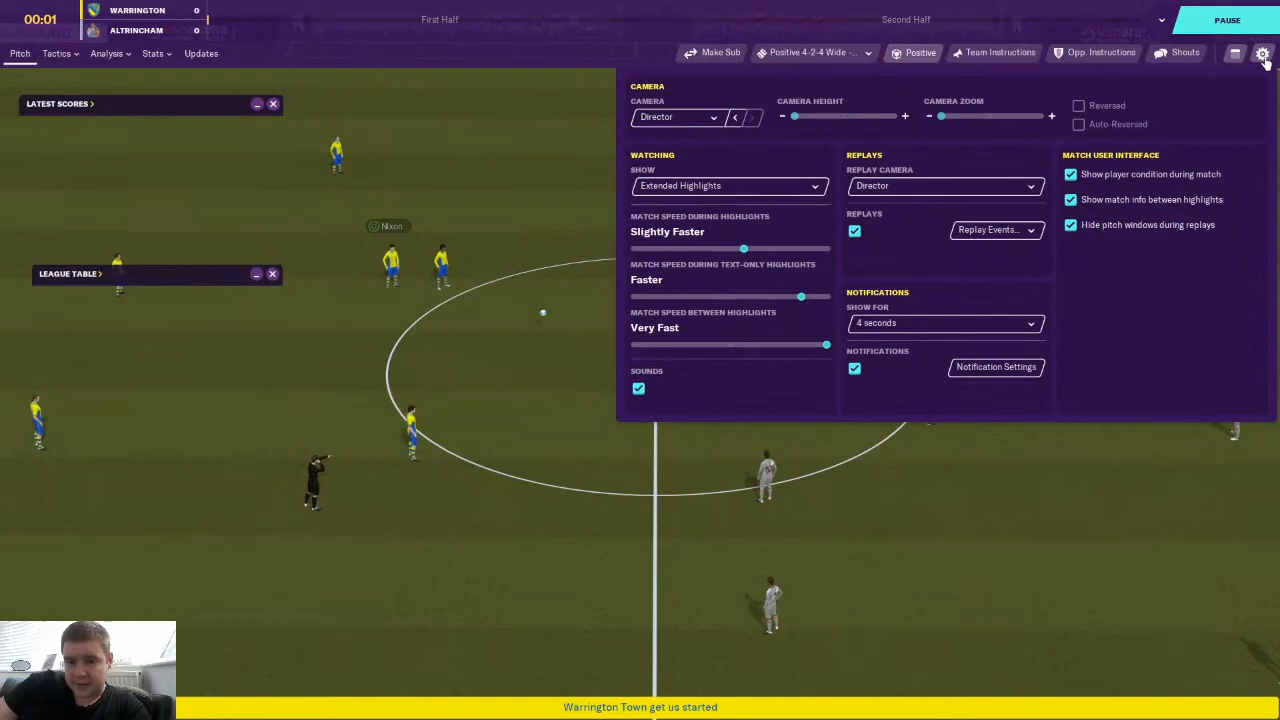 00:01
WARRINGTON 0
ALTRINCHAM 0
First Half
Second Half
PAUSE
Pitch
Tactics
Analysis
Stats
Updates
Make Sub
Positive 4-2-4 Wide -...
Positive
Team Instructions
Opp. Instructions
Shouts
LATEST SCORES
LEAGUE TABLE
Nixon
CAMERA
CAMERA
Director
CAMERA HEIGHT
CAMERA ZOOM
Reversed
Auto-Reversed
WATCHING
SHOW
Extended Highlights
MATCH SPEED DURING HIGHLIGHTS
Slightly Faster
MATCH SPEED DURING TEXT-ONLY HIGHLIGHTS
Faster
MATCH SPEED BETWEEN HIGHLIGHTS
Very Fast
SOUNDS
REPLAYS
REPLAY CAMERA
Director
REPLAYS
Replay Events...
NOTIFICATIONS
SHOW FOR
4 seconds
NOTIFICATIONS
Notification Settings
MATCH USER INTERFACE
Show player condition during match
Show match info between highlights
Hide pitch windows during replays
Warrington Town get us started